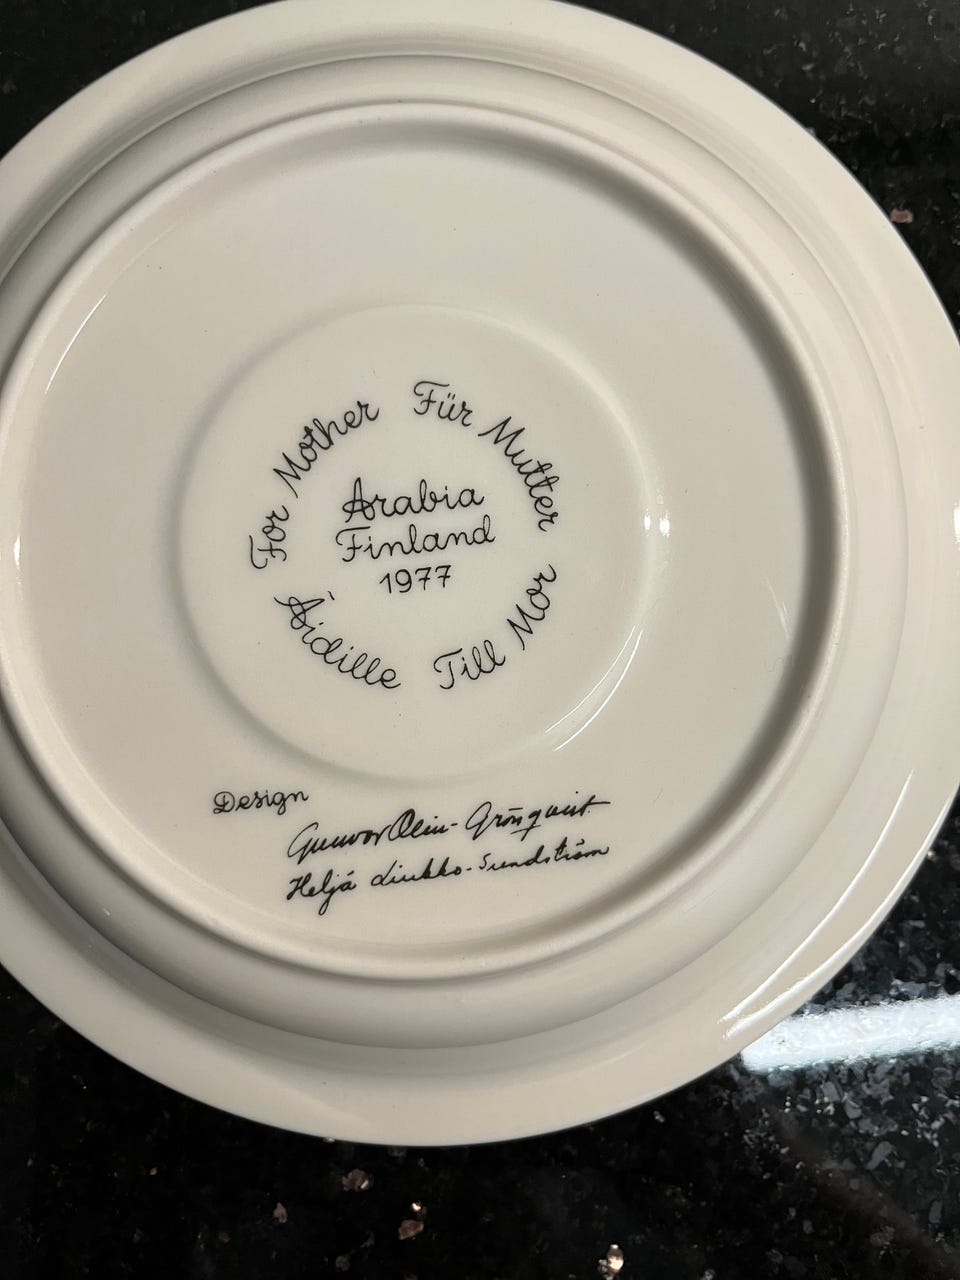 For Mother Für Mutter
Arabia
Finland
1977
Äidille Till Mor
Design
Gunvor Olin-Grönqvist
Heljä Liukko-Sundström